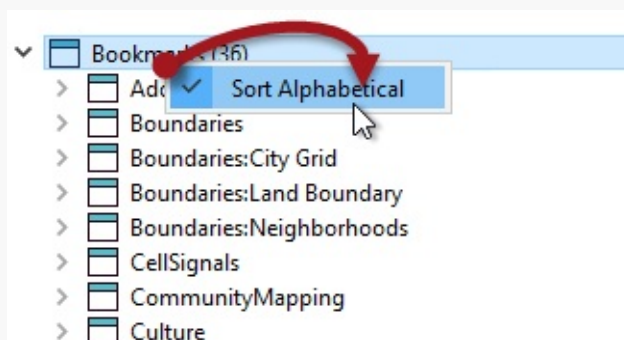 Bookmarks (36)
Sort Alphabetical
Boundaries
Boundaries:City Grid
Boundaries:Land Boundary
Boundaries:Neighborhoods
CellSignals
CommunityMapping
Culture